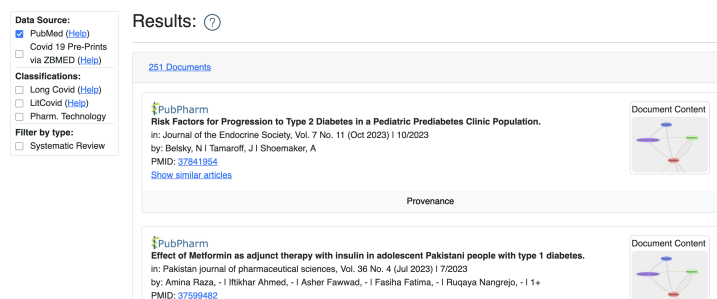 Data Source:
PubMed (Help)
Covid 19 Pre-Prints
via ZBMED (Help)
Classifications:
Long Covid (Help)
LitCovid (Help)
Pharm. Technology
Filter by type:
Systematic Review
Results: ?
251 Documents
PubPharm
Risk Factors for Progression to Type 2 Diabetes in a Pediatric Prediabetes Clinic Population.
in: Journal of the Endocrine Society, Vol. 7 No. 11 (Oct 2023) | 10/2023
by: Belsky, N | Tamaroff, J | Shoemaker, A
PMID: 37841954
Show similar articles
Document Content
Provenance
PubPharm
Effect of Metformin as adjunct therapy with insulin in adolescent Pakistani people with type 1 diabetes.
in: Pakistan journal of pharmaceutical sciences, Vol. 36 No. 4 (Jul 2023) | 7/2023
by: Amina Raza, - | Iftikhar Ahmed, - | Asher Fawwad, - | Fasiha Fatima, - | Ruqaya Nangrejo, - | 1+
PMID: 37599482
Document Content